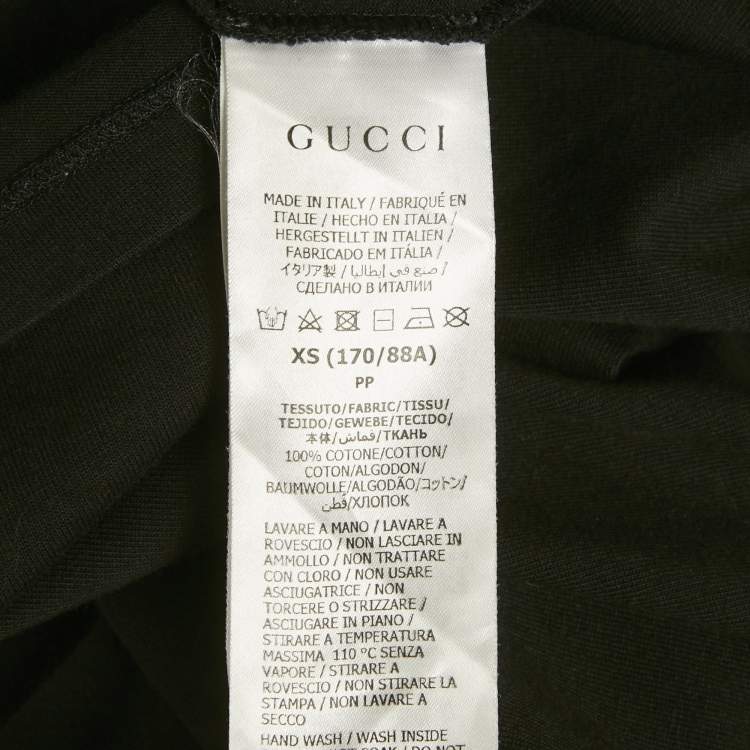 GUCCI
MADE IN ITALY / FABRIQUÉ EN
ITALIE / HECHO EN ITALIA /
HERGESTELLT IN ITALIEN /
FABRICADO EM ITÁLIA /
イタリア製 / صنع في إيطاليا /
СДЕЛАНО В ИТАЛИИ
XS (170/88A)
PP
TESSUTO/FABRIC/TISSU/
TEJIDO/GEWEBE/TECIDO/
本体/قماش/ТКАНЬ
100% COTONE/COTTON/
COTON/ALGODON/
BAUMWOLLE/ALGODÃO/コットン/
قطن/ХЛОПОК
LAVARE A MANO / LAVARE A
ROVESCIO / NON LASCIARE IN
AMMOLLO / NON TRATTARE
CON CLORO / NON USARE
ASCIUGATRICE / NON
TORCERE O STRIZZARE /
ASCIUGARE IN PIANO /
STIRARE A TEMPERATURA
MASSIMA 110 °C SENZA
VAPORE / STIRARE A
ROVESCIO / NON STIRARE LA
STAMPA / NON LAVARE A
SECCO
HAND WASH / WASH INSIDE
DO NOT